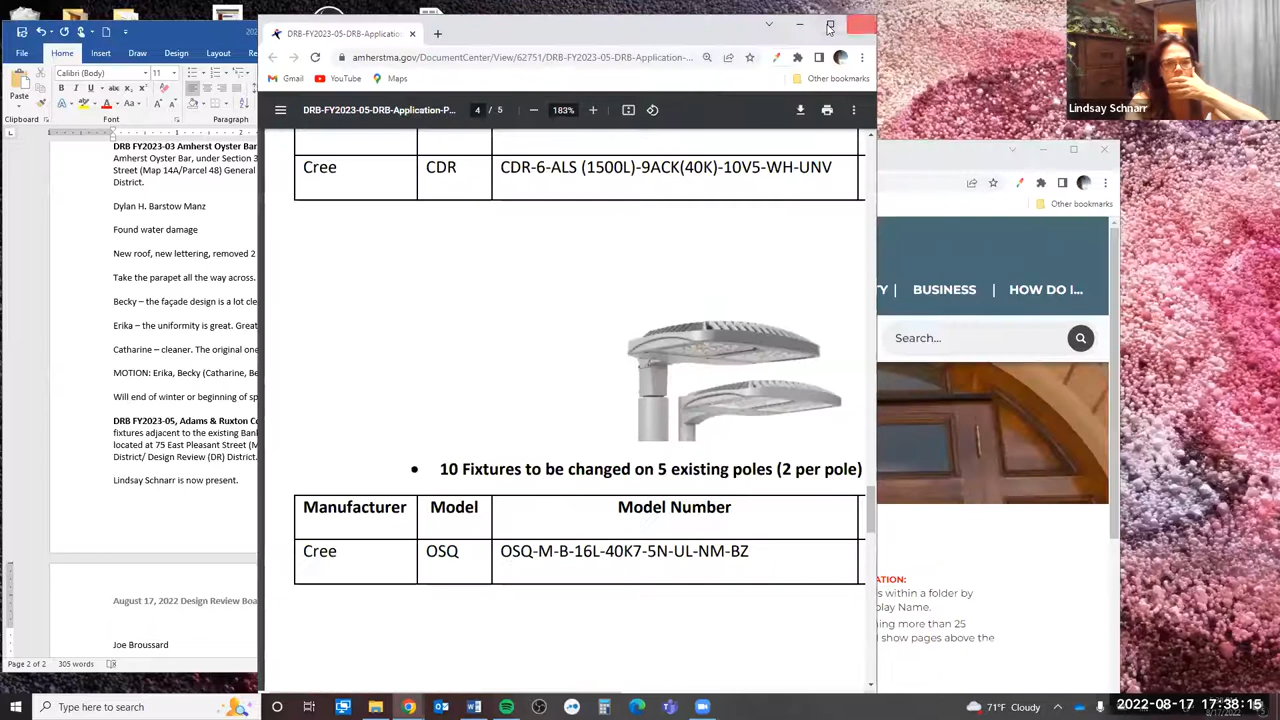 File Home Insert Draw Design
Calibri (Body) 11
Paste
Clipboard Font Paragraph
DRB FY2023-03 Amherst Oyster Bar
Amherst Oyster Bar, under Section 3
Street (Map 14A/Parcel 48) General
District.
Dylan H. Barstow Manz
Found water damage
New roof, new lettering, removed 2
Take the parapet all the way across.
Becky – the façade design is a lot cle
Erika – the uniformity is great. Great
Catharine – cleaner. The original one
MOTION: Erika, Becky (Catharine, Be
Will end of winter or beginning of sp
DRB FY2023-05, Adams & Ruxton Co
fixtures adjacent to the existing Bank
located at 75 East Pleasant Street (M
District/ Design Review (DR) District.
Lindsay Schnarr is now present.
August 17, 2022 Design Review Boa
Joe Broussard
Page 2 of 2 305 words
DRB-FY2023-05-DRB-Application-
amherstma.gov/DocumentCenter/View/62751/DRB-FY2023-05-DRB-Application-...
Gmail YouTube Maps Other bookmarks
DRB-FY2023-05-DRB-Application-P... 4 / 5 183%
Cree CDR CDR-6-ALS (1500L)-9ACK(40K)-10V5-WH-UNV
• 10 Fixtures to be changed on 5 existing poles (2 per pole)
Manufacturer Model Model Number
Cree OSQ OSQ-M-B-16L-40K7-5N-UL-NM-BZ
Lindsay Schnarr
Other bookmarks
TY | BUSINESS | HOW DO I...
Search...
ATION:
s within a folder by
play Name.
ning more than 25
d show pages above the
Type here to search
71°F Cloudy
2022-08-17 17:38:15